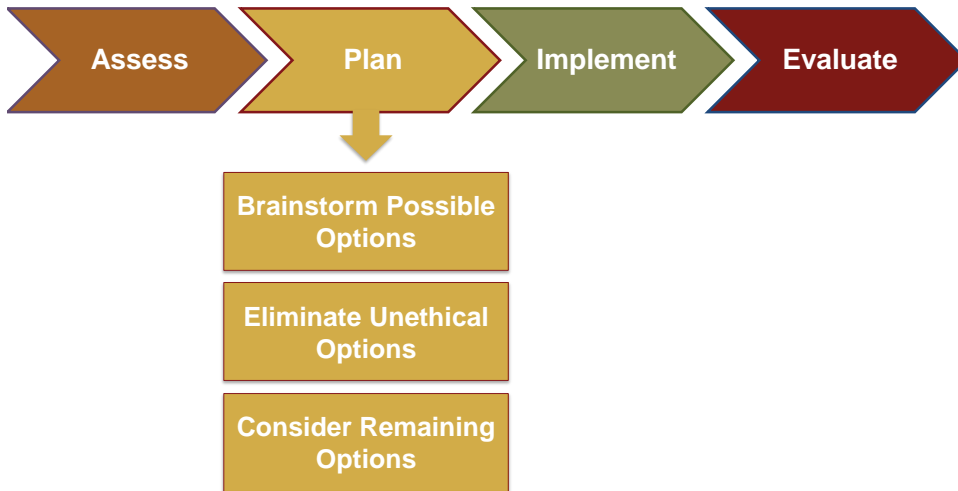 Assess
Plan
Implement
Evaluate
Brainstorm Possible
Options
Eliminate Unethical
Options
Consider Remaining
Options